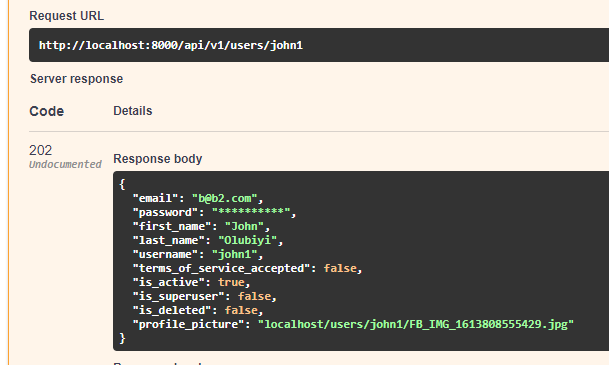 Request URL
http://localhost:8000/api/v1/users/john1
Server response
Code Details
202
Undocumented
Response body
{
  "email": "b@b2.com",
  "password": "**********",
  "first_name": "John",
  "last_name": "Olubiyi",
  "username": "john1",
  "terms_of_service_accepted": false,
  "is_active": true,
  "is_superuser": false,
  "is_deleted": false,
  "profile_picture": "localhost/users/john1/FB_IMG_1613808555429.jpg"
}